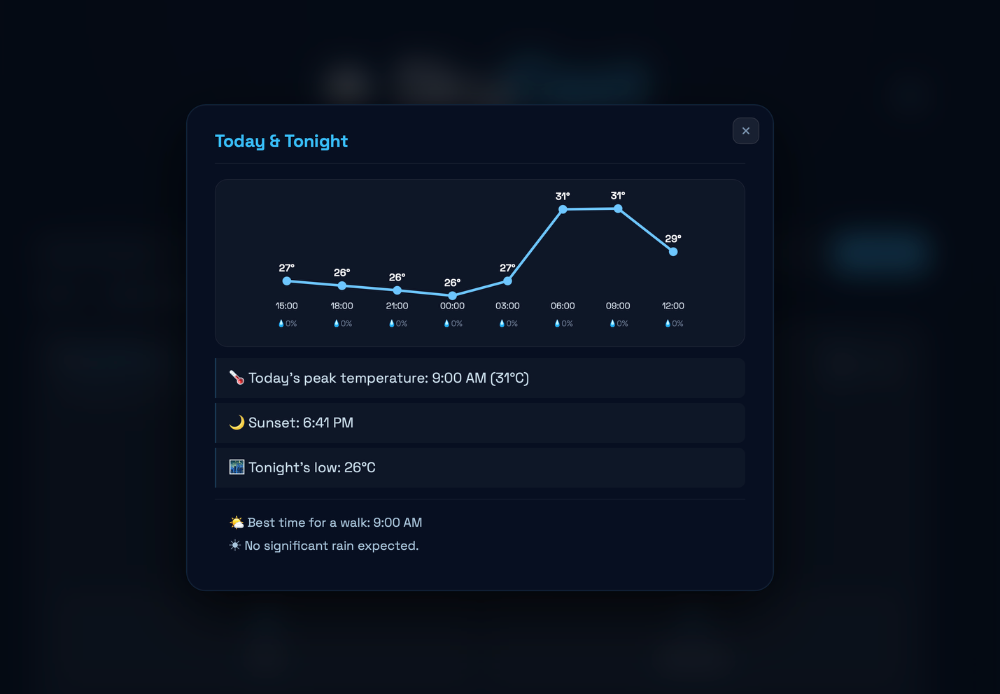 Today & Tonight
✕
27° 26° 26° 26° 27° 31° 31° 29°
15:00 18:00 21:00 00:00 03:00 06:00 09:00 12:00
💧0% 💧0% 💧0% 💧0% 💧0% 💧0% 💧0% 💧0%
🌡️ Today's peak temperature: 9:00 AM (31°C)
🌙 Sunset: 6:41 PM
🌃 Tonight's low: 26°C
🌤️ Best time for a walk: 9:00 AM
☀ No significant rain expected.